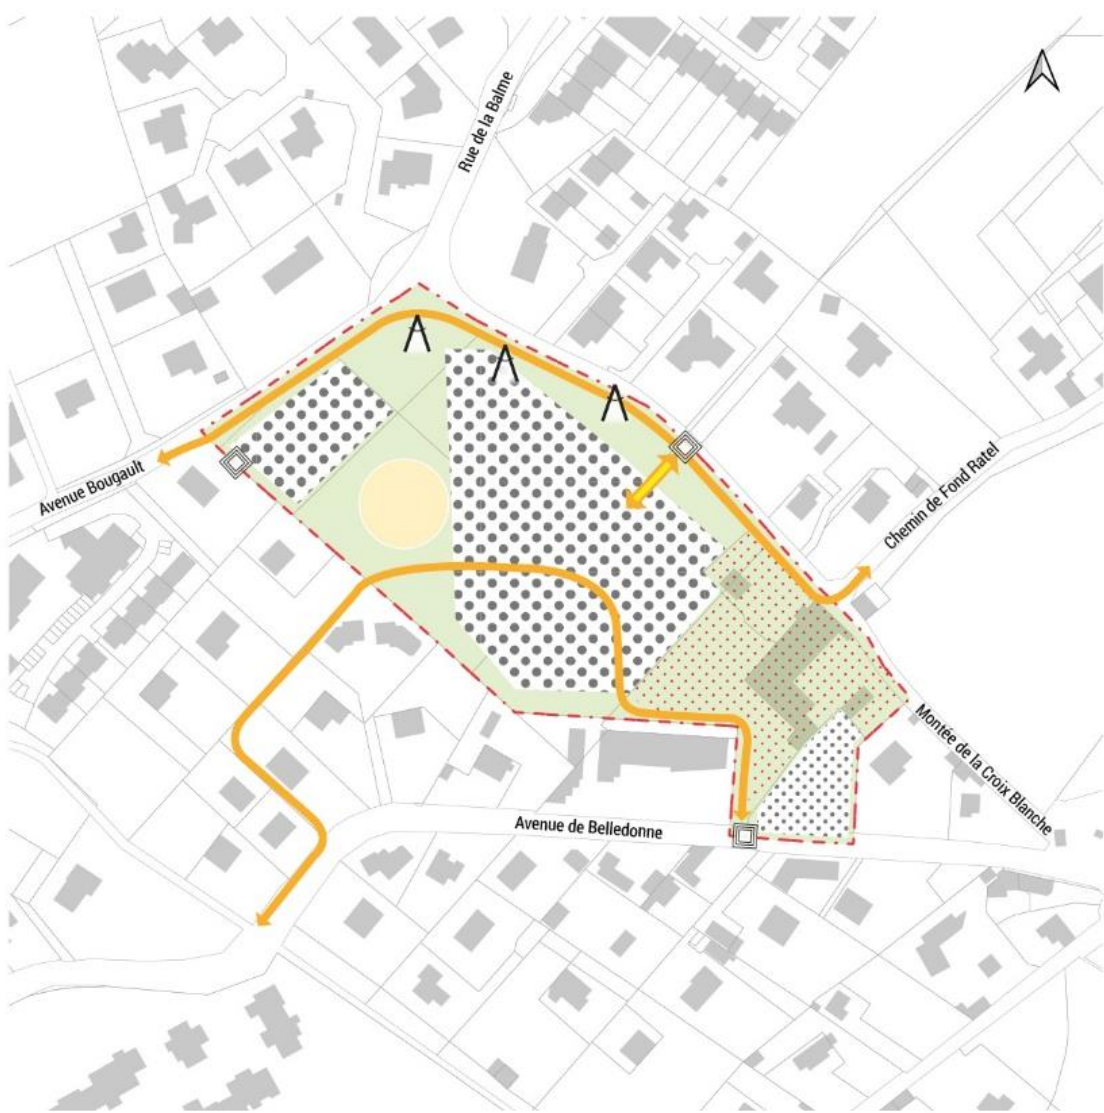 Rue de la Balme
Avenue Bougault
Chemin de Fond Ratel
Montée de la Croix Blanche
Avenue de Belledonne